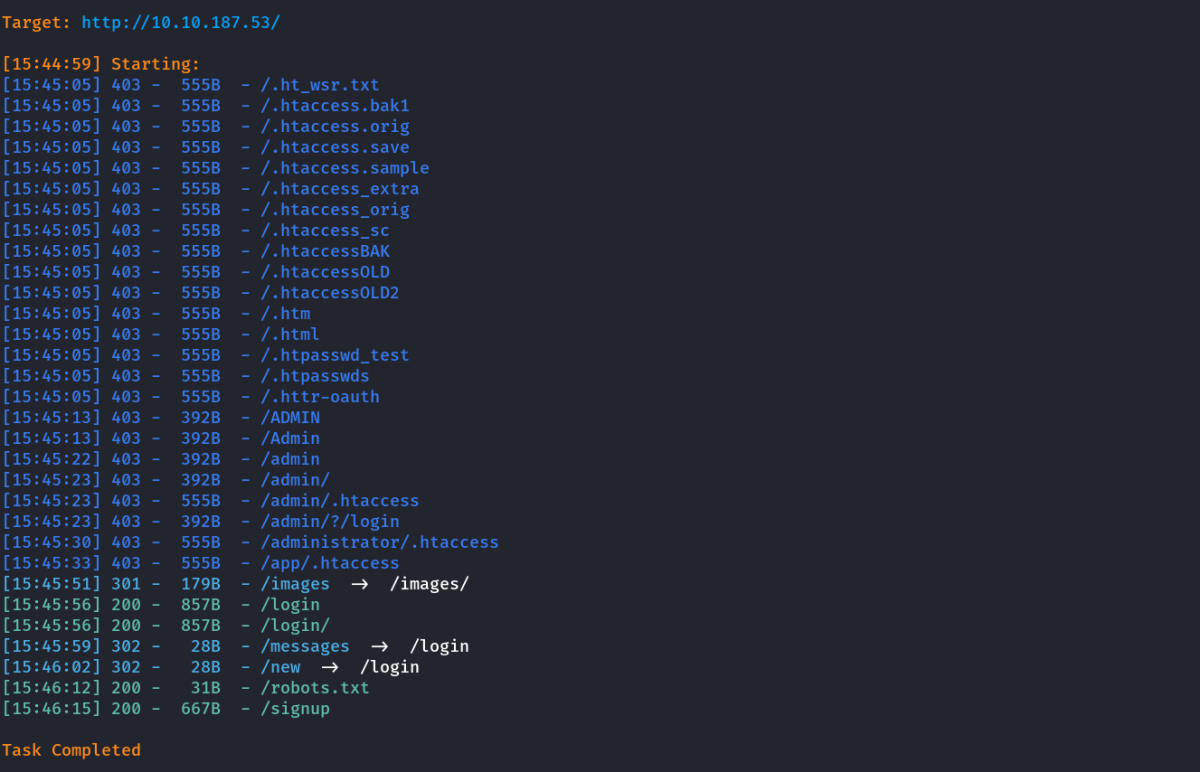 Target: http://10.10.187.53/
[15:44:59] Starting:
[15:45:05] 403 -  555B  - /.ht_wsr.txt
[15:45:05] 403 -  555B  - /.htaccess.bak1
[15:45:05] 403 -  555B  - /.htaccess.orig
[15:45:05] 403 -  555B  - /.htaccess.save
[15:45:05] 403 -  555B  - /.htaccess.sample
[15:45:05] 403 -  555B  - /.htaccess_extra
[15:45:05] 403 -  555B  - /.htaccess_orig
[15:45:05] 403 -  555B  - /.htaccess_sc
[15:45:05] 403 -  555B  - /.htaccessBAK
[15:45:05] 403 -  555B  - /.htaccessOLD
[15:45:05] 403 -  555B  - /.htaccessOLD2
[15:45:05] 403 -  555B  - /.htm
[15:45:05] 403 -  555B  - /.html
[15:45:05] 403 -  555B  - /.htpasswd_test
[15:45:05] 403 -  555B  - /.htpasswds
[15:45:05] 403 -  555B  - /.httr-oauth
[15:45:13] 403 -  392B  - /ADMIN
[15:45:13] 403 -  392B  - /Admin
[15:45:22] 403 -  392B  - /admin
[15:45:23] 403 -  392B  - /admin/
[15:45:23] 403 -  555B  - /admin/.htaccess
[15:45:23] 403 -  392B  - /admin/?/login
[15:45:30] 403 -  555B  - /administrator/.htaccess
[15:45:33] 403 -  555B  - /app/.htaccess
[15:45:51] 301 -  179B  - /images  →  /images/
[15:45:56] 200 -  857B  - /login
[15:45:56] 200 -  857B  - /login/
[15:45:59] 302 -   28B  - /messages  →  /login
[15:46:02] 302 -   28B  - /new  →  /login
[15:46:12] 200 -   31B  - /robots.txt
[15:46:15] 200 -  667B  - /signup
Task Completed